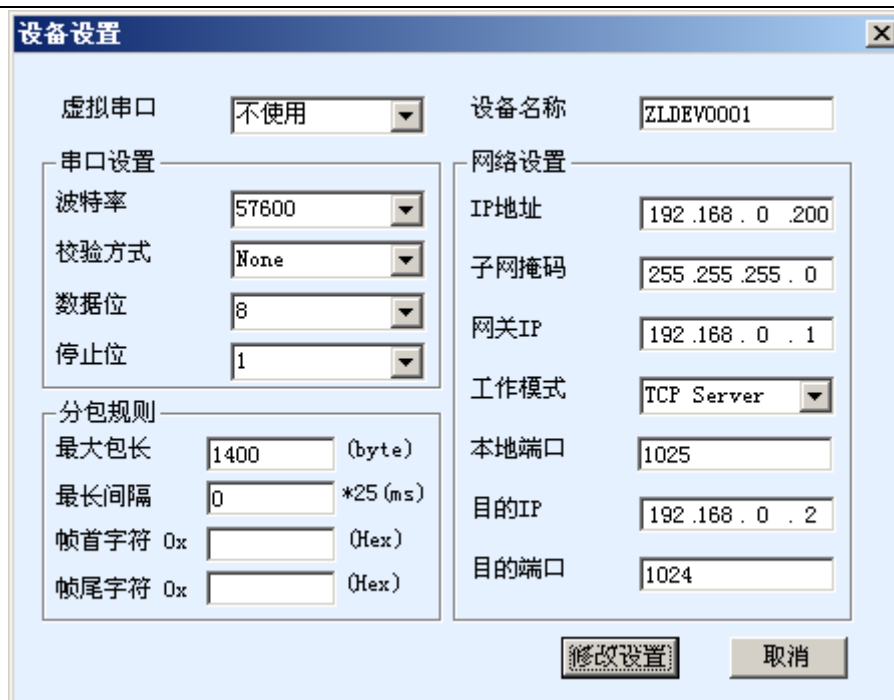 设备设置
虚拟串口 不使用
设备名称 ZLDEV0001
串口设置
波特率 57600
校验方式 None
数据位 8
停止位 1
分包规则
最大包长 1400 (byte)
最长间隔 0 *25(ms)
帧首字符 0x (Hex)
帧尾字符 0x (Hex)
网络设置
IP地址 192.168.0.200
子网掩码 255.255.255.0
网关IP 192.168.0.1
工作模式 TCP Server
本地端口 1025
目的IP 192.168.0.2
目的端口 1024
修改设置 取消